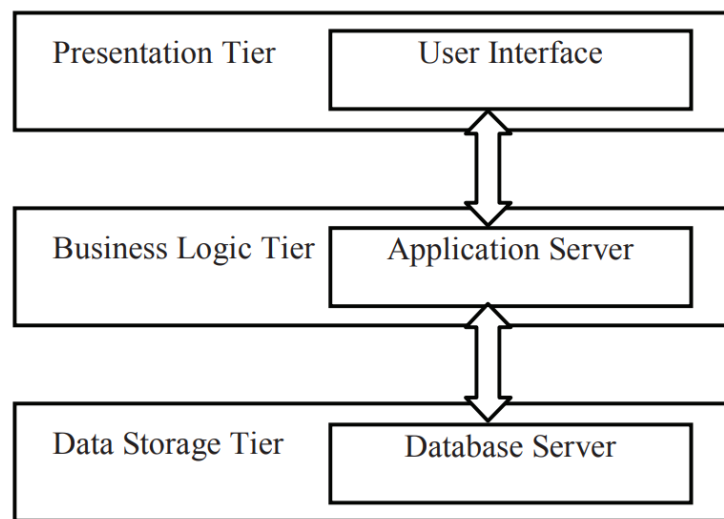 Presentation Tier
User Interface
Business Logic Tier
Application Server
Data Storage Tier
Database Server